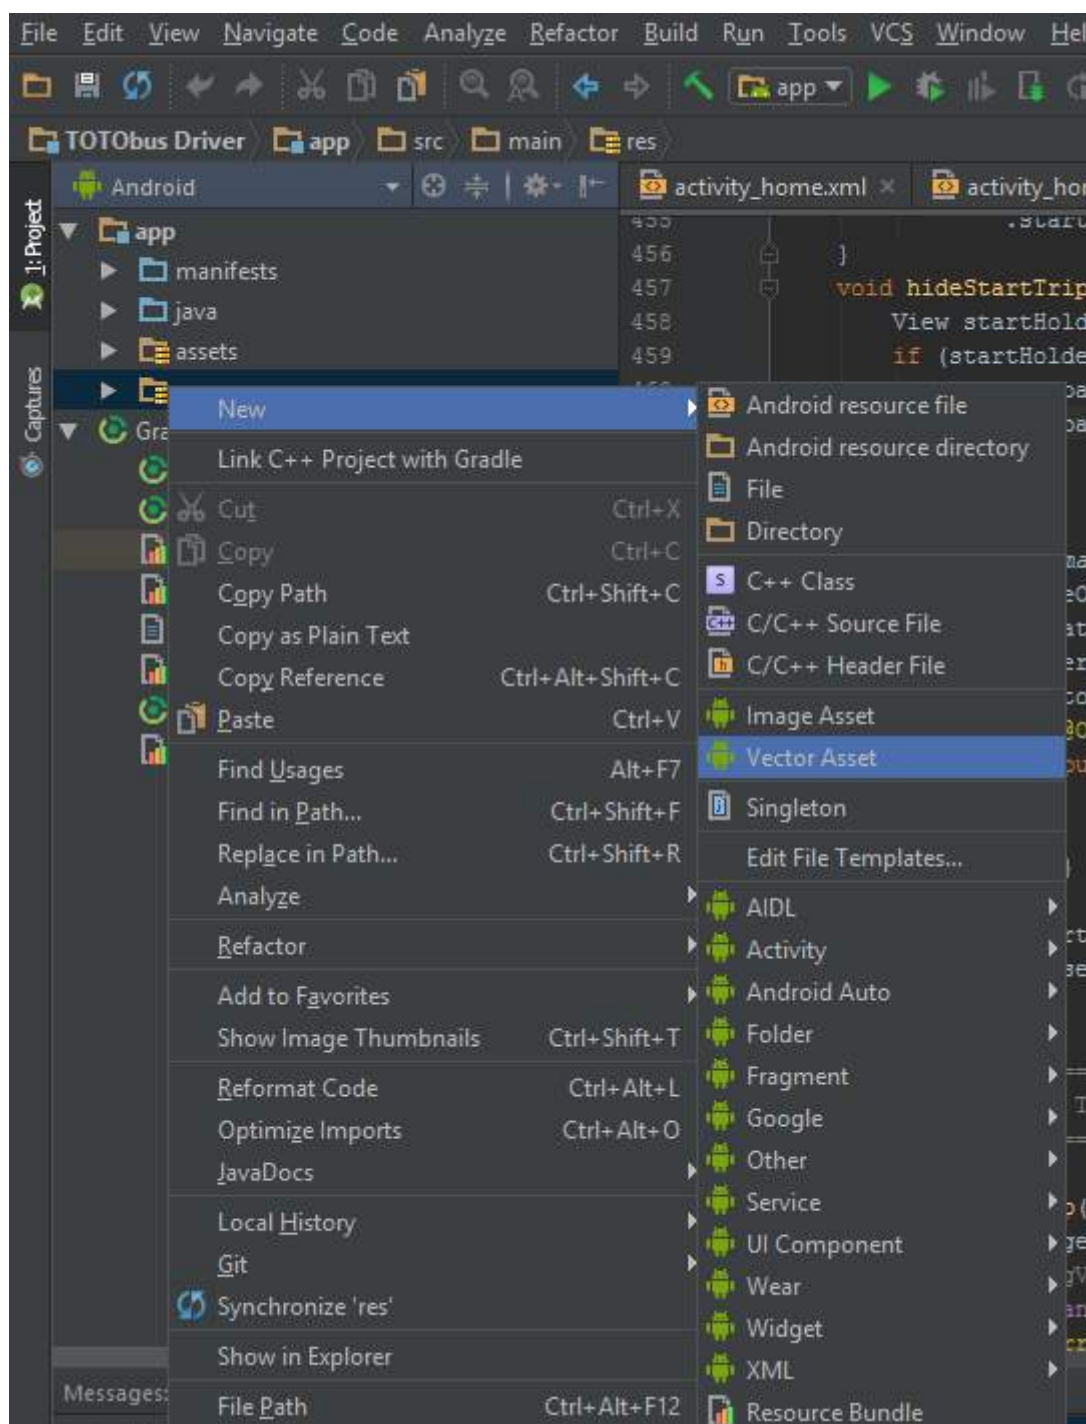 File Edit View Navigate Code Analyze Refactor Build Run Tools VCS Window Hel
app
TOTObus Driver app src main res
1: Project
Captures
Android
app
manifests
java
assets
Gra
activity_home.xml activity_hon
455 .start
456 }
457 void hideStartTrip
458 View startHold
459 if (startHolde
New
Link C++ Project with Gradle
Cut Ctrl+X
Copy Ctrl+C
Copy Path Ctrl+Shift+C
Copy as Plain Text
Copy Reference Ctrl+Alt+Shift+C
Paste Ctrl+V
Find Usages Alt+F7
Find in Path... Ctrl+Shift+F
Replace in Path... Ctrl+Shift+R
Analyze
Refactor
Add to Favorites
Show Image Thumbnails Ctrl+Shift+T
Reformat Code Ctrl+Alt+L
Optimize Imports Ctrl+Alt+O
JavaDocs
Local History
Git
Synchronize 'res'
Show in Explorer
File Path Ctrl+Alt+F12
Android resource file
Android resource directory
File
Directory
C++ Class
C/C++ Source File
C/C++ Header File
Image Asset
Vector Asset
Singleton
Edit File Templates...
AIDL
Activity
Android Auto
Folder
Fragment
Google
Other
Service
UI Component
Wear
Widget
XML
Resource Bundle
Messages: